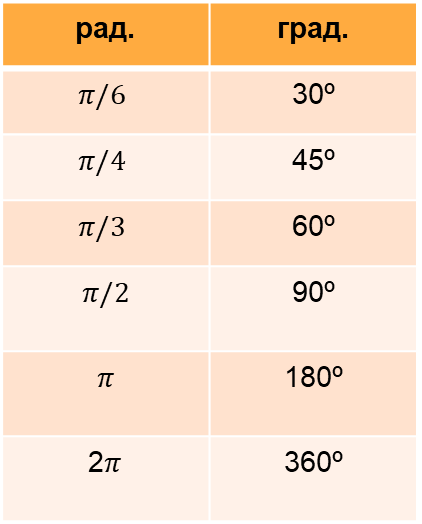 рад. град.
π/6 30º
π/4 45º
π/3 60º
π/2 90º
π 180º
2π 360º